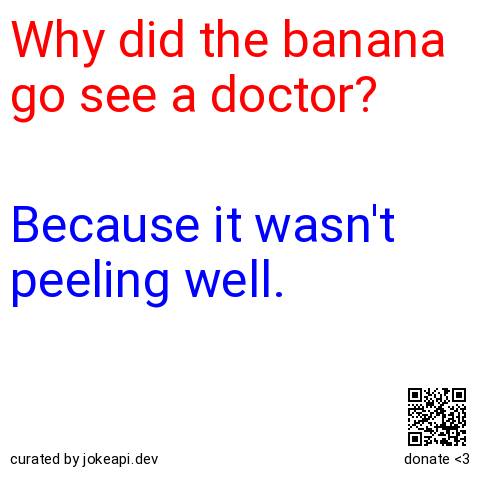 Why did the banana
go see a doctor?
Because it wasn't
peeling well.
curated by jokeapi.dev
donate <3